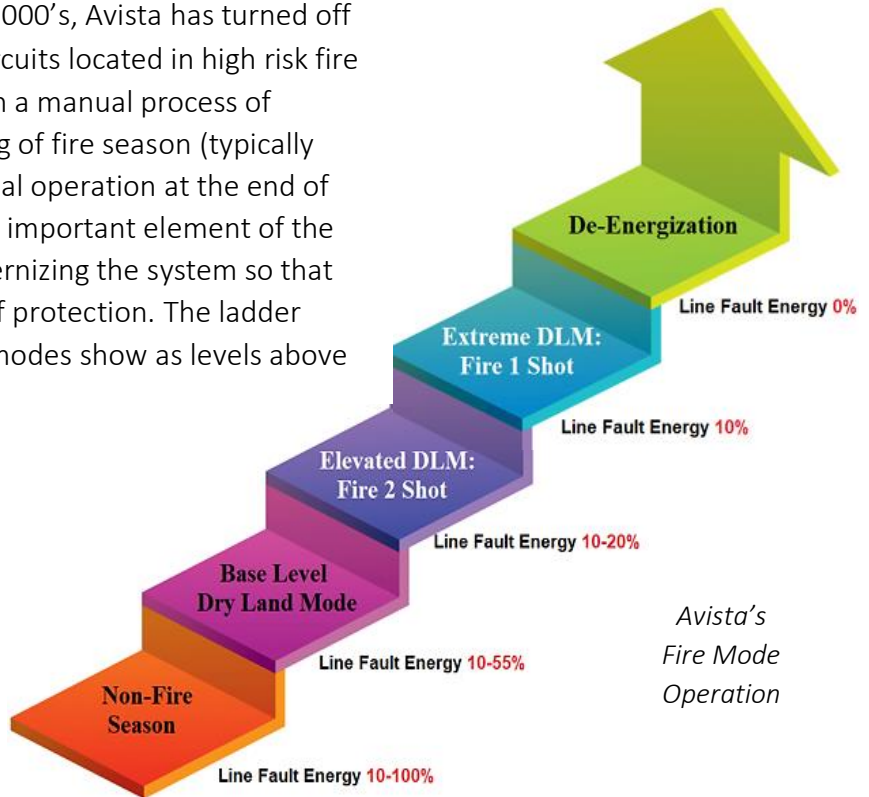 000's, Avista has turned off
rcuits located in high risk fire
a manual process of
g of fire season (typically
al operation at the end of
important element of the
ernizing the system so that
f protection. The ladder
modes show as levels above
De-Energization
Line Fault Energy 0%
Extreme DLM:
Fire 1 Shot
Line Fault Energy 10%
Elevated DLM:
Fire 2 Shot
Line Fault Energy 10-20%
Base Level
Dry Land Mode
Line Fault Energy 10-55%
Non-Fire
Season
Line Fault Energy 10-100%
Avista's
Fire Mode
Operation